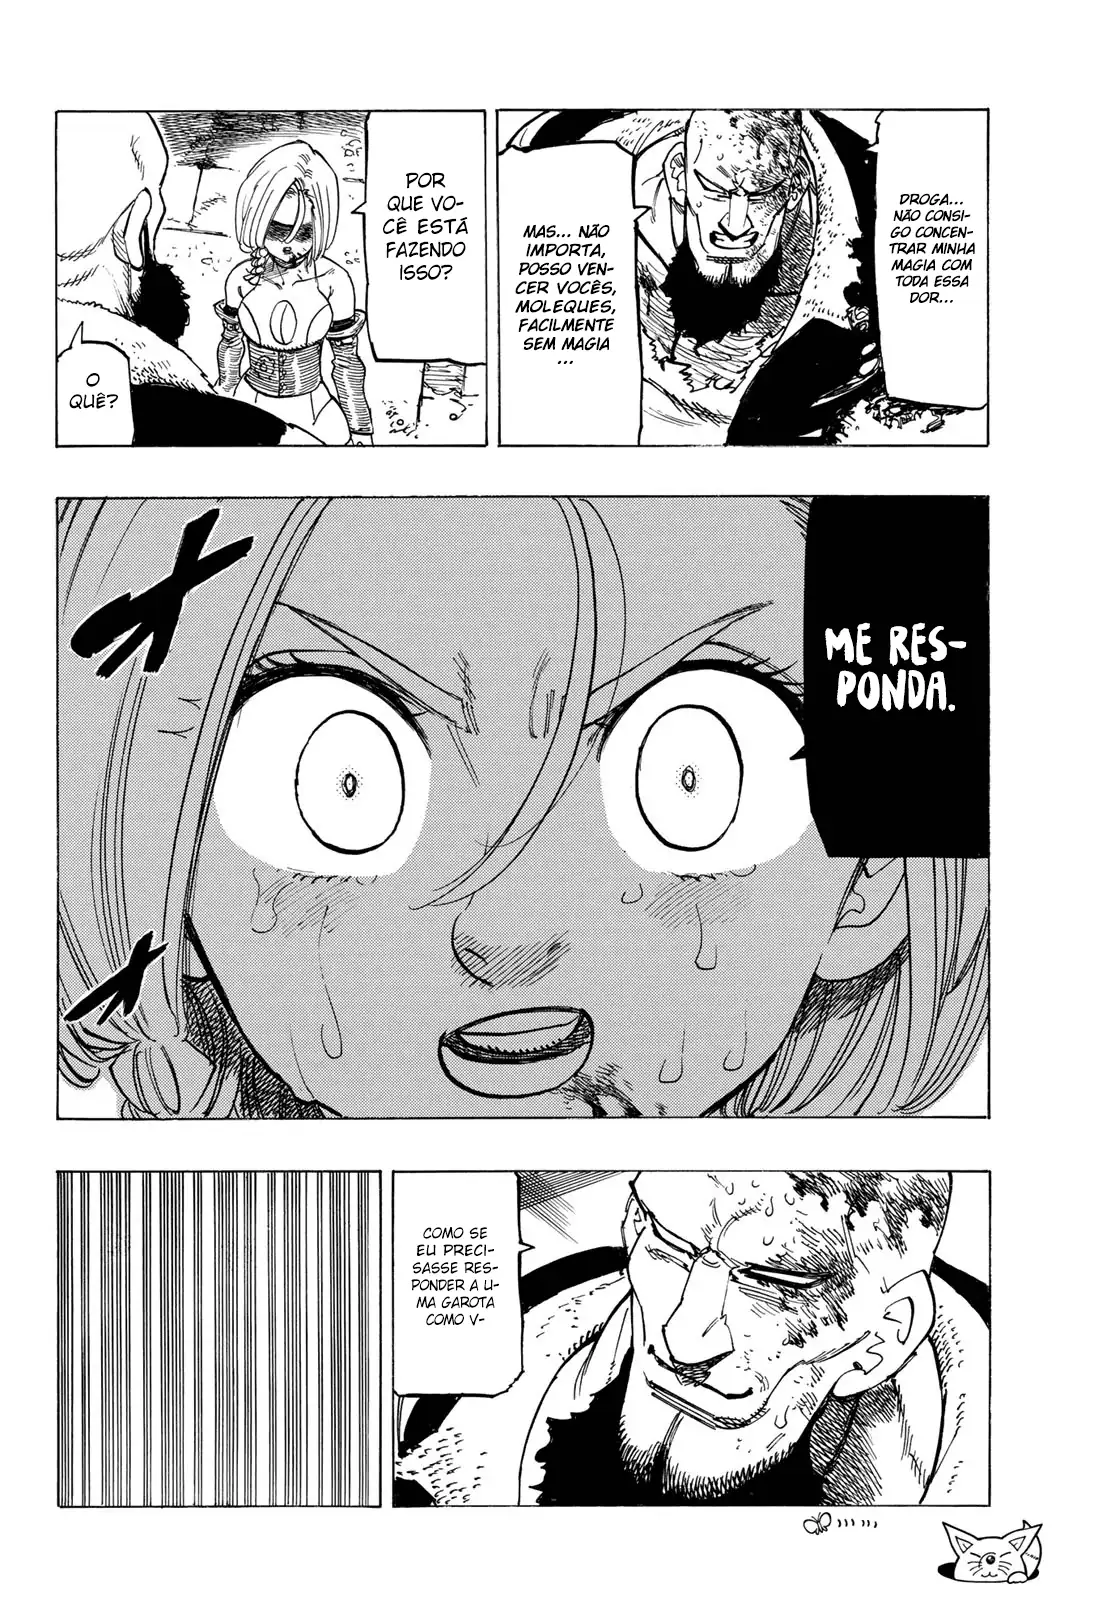 DROGA...
NÃO CONSI-
GO CONCEN-
TRAR MINHA
MAGIA COM
TODA ESSA
DOR...
MAS... NÃO
IMPORTA,
POSSO VEN-
CER VOCÊS,
MOLEQUES,
FACILMENTE
SEM MAGIA
...
POR
QUE VO-
CÊ ESTÁ
FAZENDO
ISSO?
O
QUÊ?
ME RES-
PONDA.
COMO SE
EU PRECI-
SASSE RES-
PONDER A
U-
MA GAROTA
COMO V-